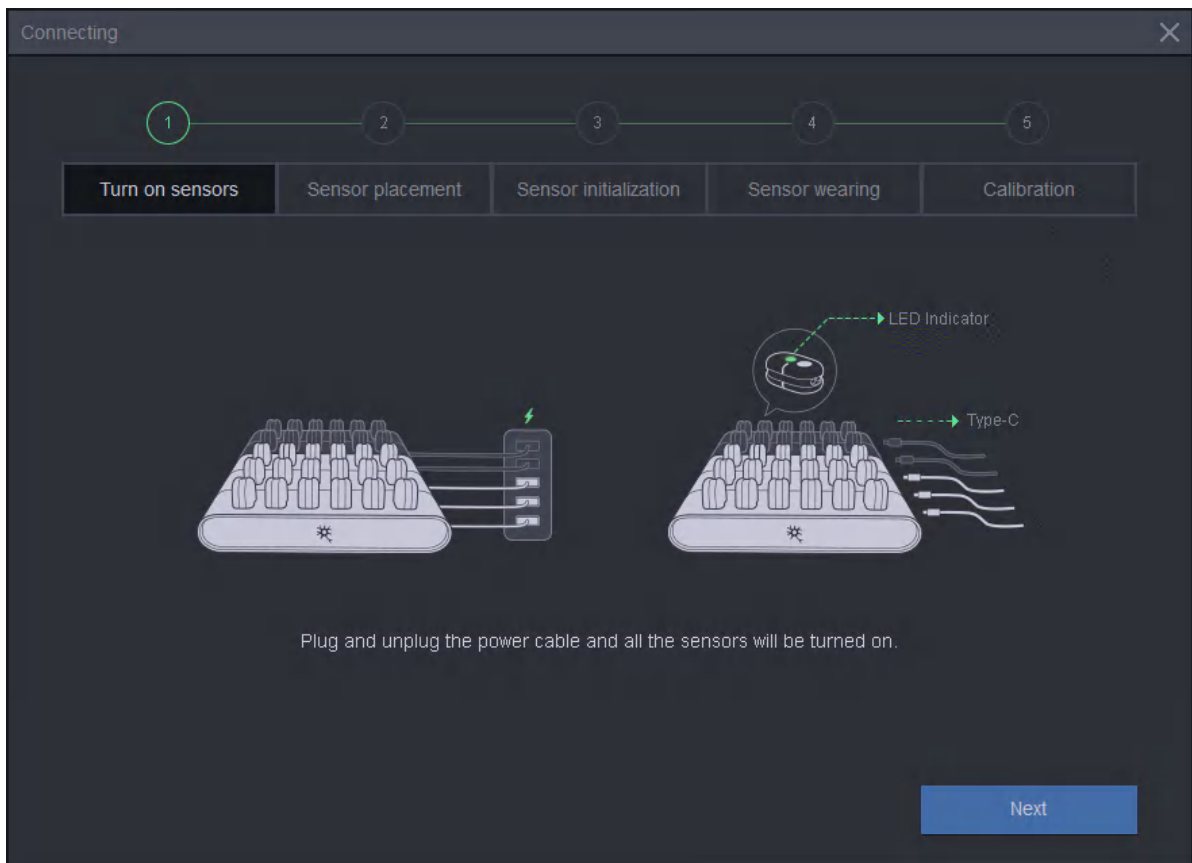 Connecting
1
2
3
4
5
Turn on sensors
Sensor placement
Sensor initialization
Sensor wearing
Calibration
LED Indicator
Type-C
Plug and unplug the power cable and all the sensors will be turned on.
Next